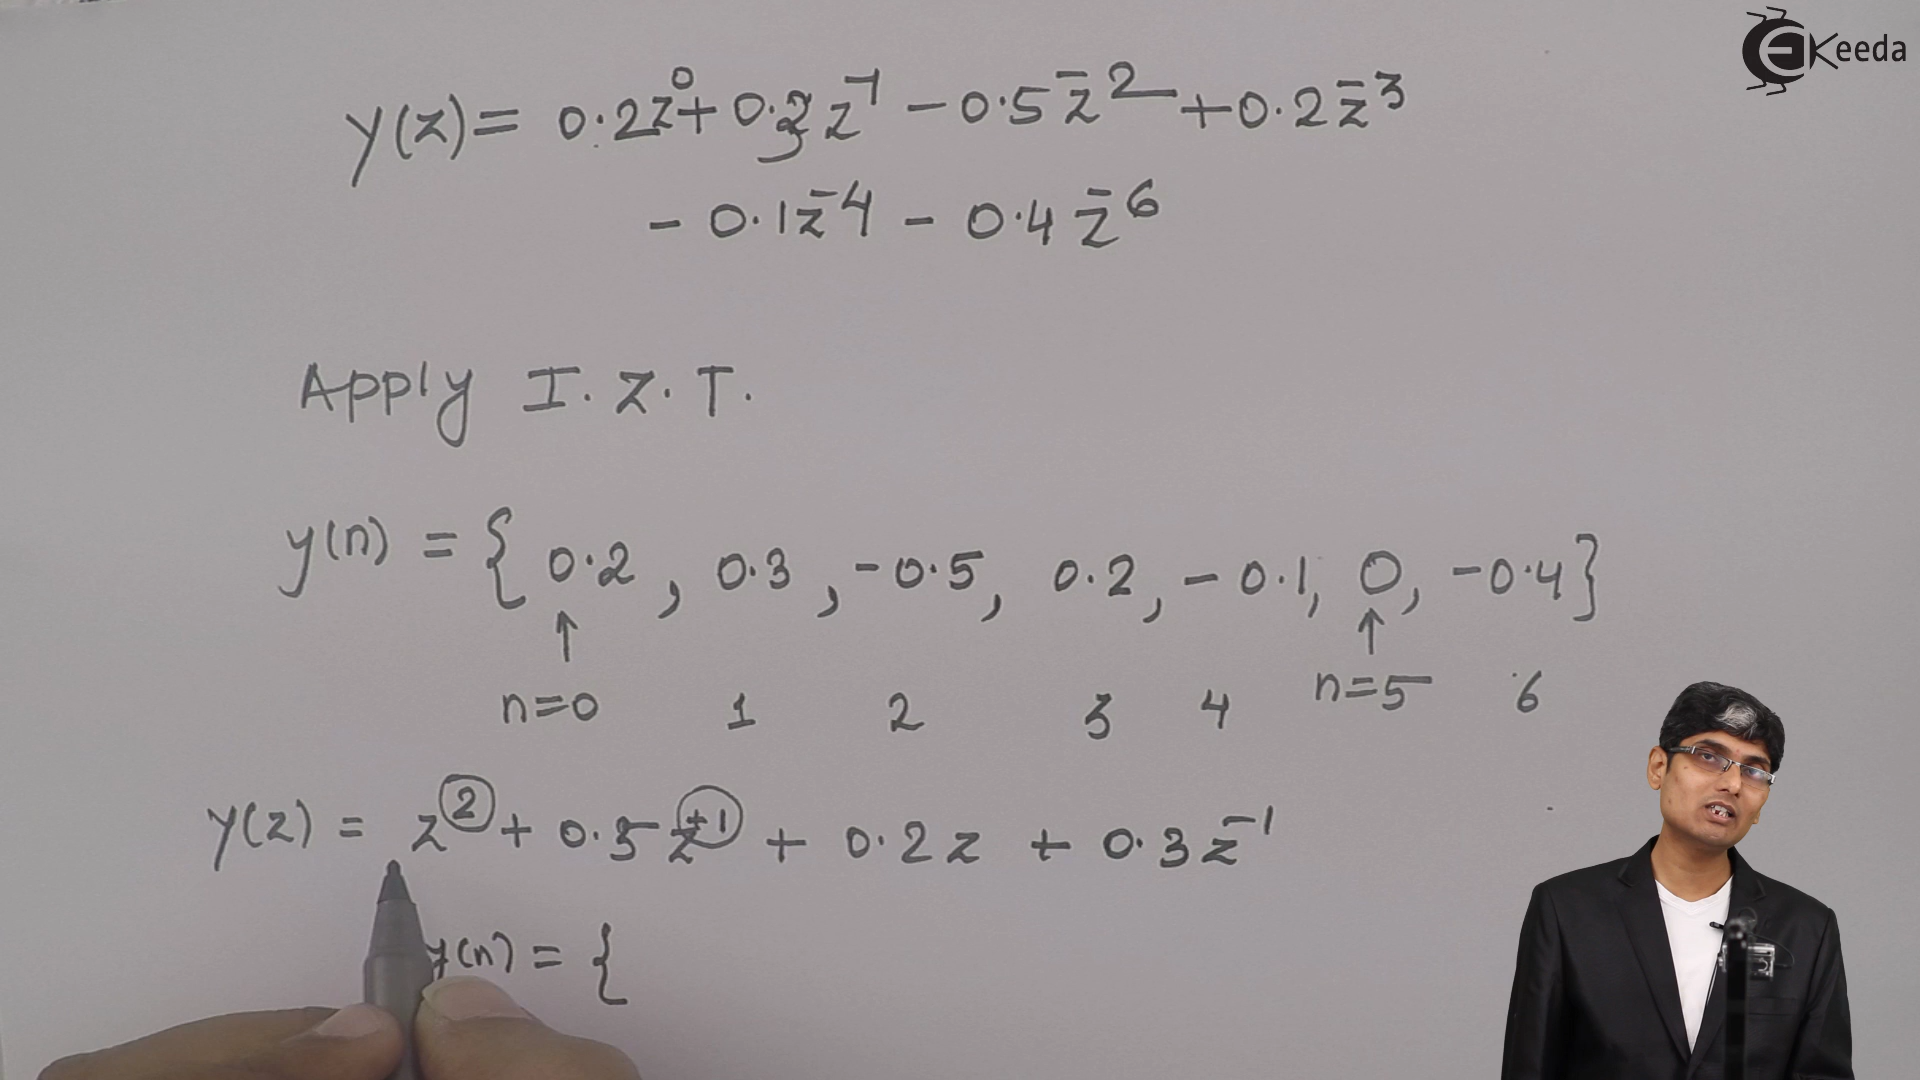 EKeeda
y(z) = 0.2z⁰ + 0.3z⁻¹ − 0.5z⁻² + 0.2z⁻³
− 0.1z⁻⁴ − 0.4z⁻⁶
Apply I.Z.T.
y(n) = { 0.2, 0.3, −0.5, 0.2, −0.1, 0, −0.4}
↑ ↑
n=0 1 2 3 4 n=5 6
y(z) = z² + 0.5z⁺¹ + 0.2z + 0.3z⁻¹
y(n) = {